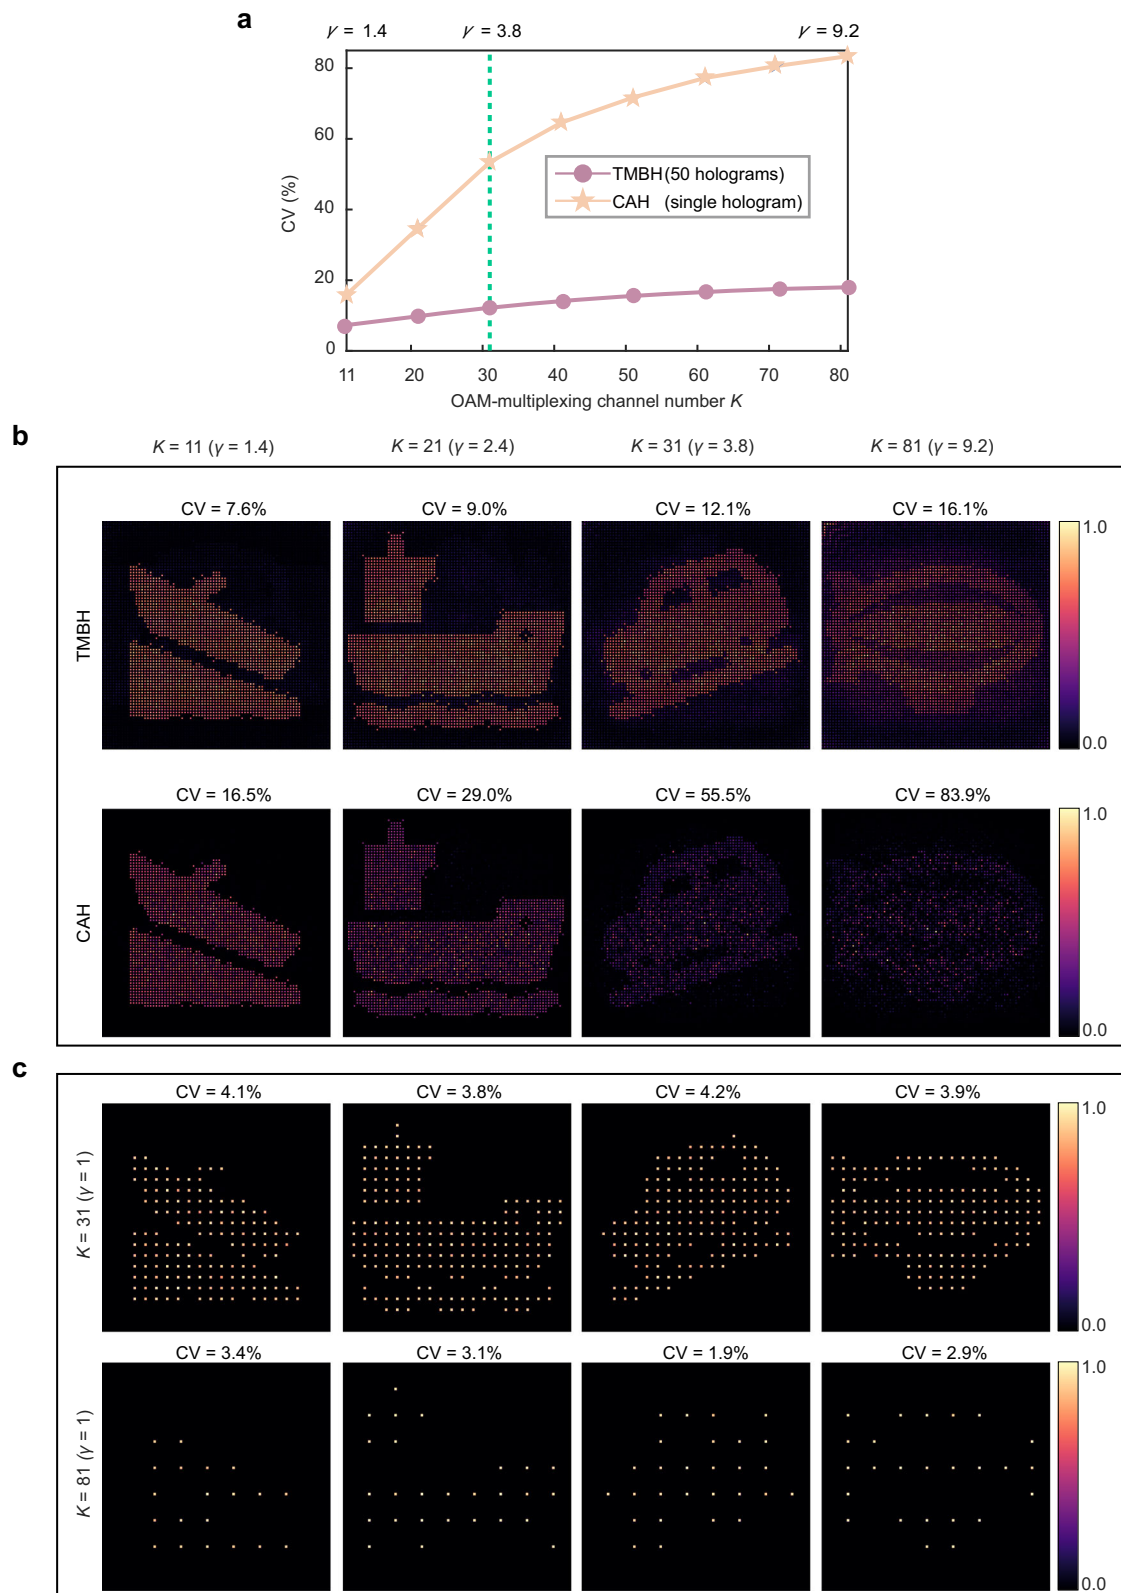 a
γ = 1.4 γ = 3.8 γ = 9.2
80
60
40
20
0
CV (%)
TMBH (50 holograms)
CAH (single hologram)
11 20 30 40 50 60 70 80
OAM-multiplexing channel number K
b
K = 11 (γ = 1.4) K = 21 (γ = 2.4) K = 31 (γ = 3.8) K = 81 (γ = 9.2)
CV = 7.6% CV = 9.0% CV = 12.1% CV = 16.1%
TMBH
1.0
0.0
CV = 16.5% CV = 29.0% CV = 55.5% CV = 83.9%
CAH
1.0
0.0
c
CV = 4.1% CV = 3.8% CV = 4.2% CV = 3.9%
K = 31 (γ = 1)
1.0
0.0
CV = 3.4% CV = 3.1% CV = 1.9% CV = 2.9%
K = 81 (γ = 1)
1.0
0.0